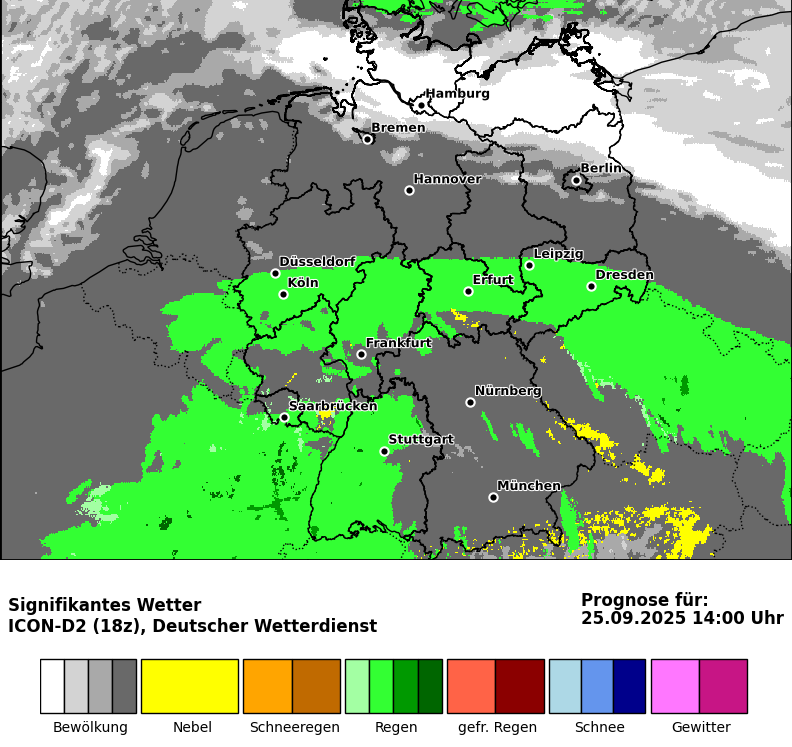 Hamburg
Bremen
Berlin
Hannover
Leipzig
Düsseldorf
Dresden
Köln
Erfurt
Frankfurt
Nürnberg
Saarbrücken
Stuttgart
München
Signifikantes Wetter
ICON-D2 (18z), Deutscher Wetterdienst
Prognose für:
25.09.2025 14:00 Uhr
Bewölkung Nebel Schneeregen Regen gefr. Regen Schnee Gewitter